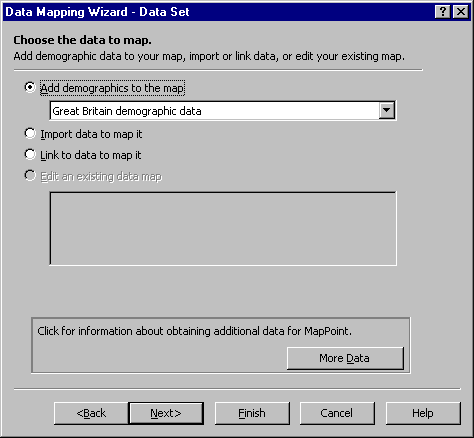 Data Mapping Wizard - Data Set
Choose the data to map.
Add demographic data to your map, import or link data, or edit your existing map.
Add demographics to the map
Great Britain demographic data
Import data to map it
Link to data to map it
Edit an existing data map
Click for information about obtaining additional data for MapPoint.
More Data
<Back Next> Finish Cancel Help